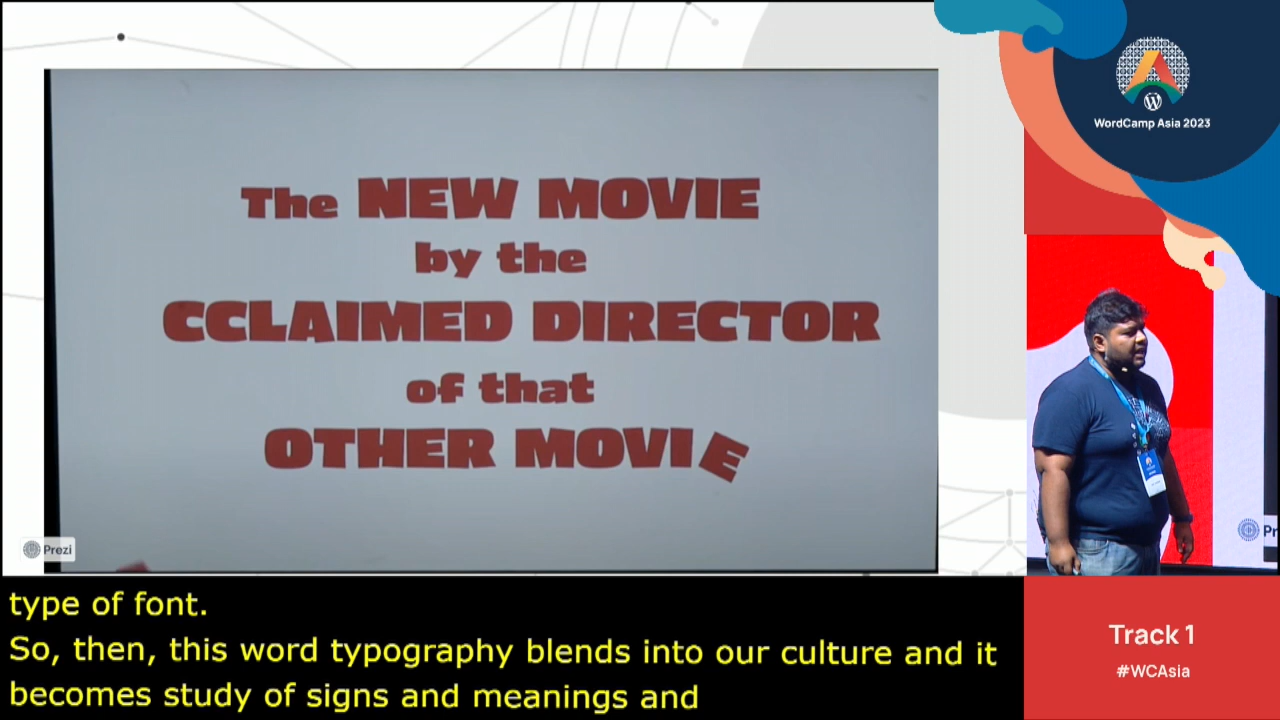 The NEW MOVIE
by the
CCLAIMED DIRECTOR
of that
OTHER MOVIE
Prezi
WordCamp Asia 2023
Pr
type of font.
So, then, this word typography blends into our culture and it
becomes study of signs and meanings and
Track 1
#WCAsia